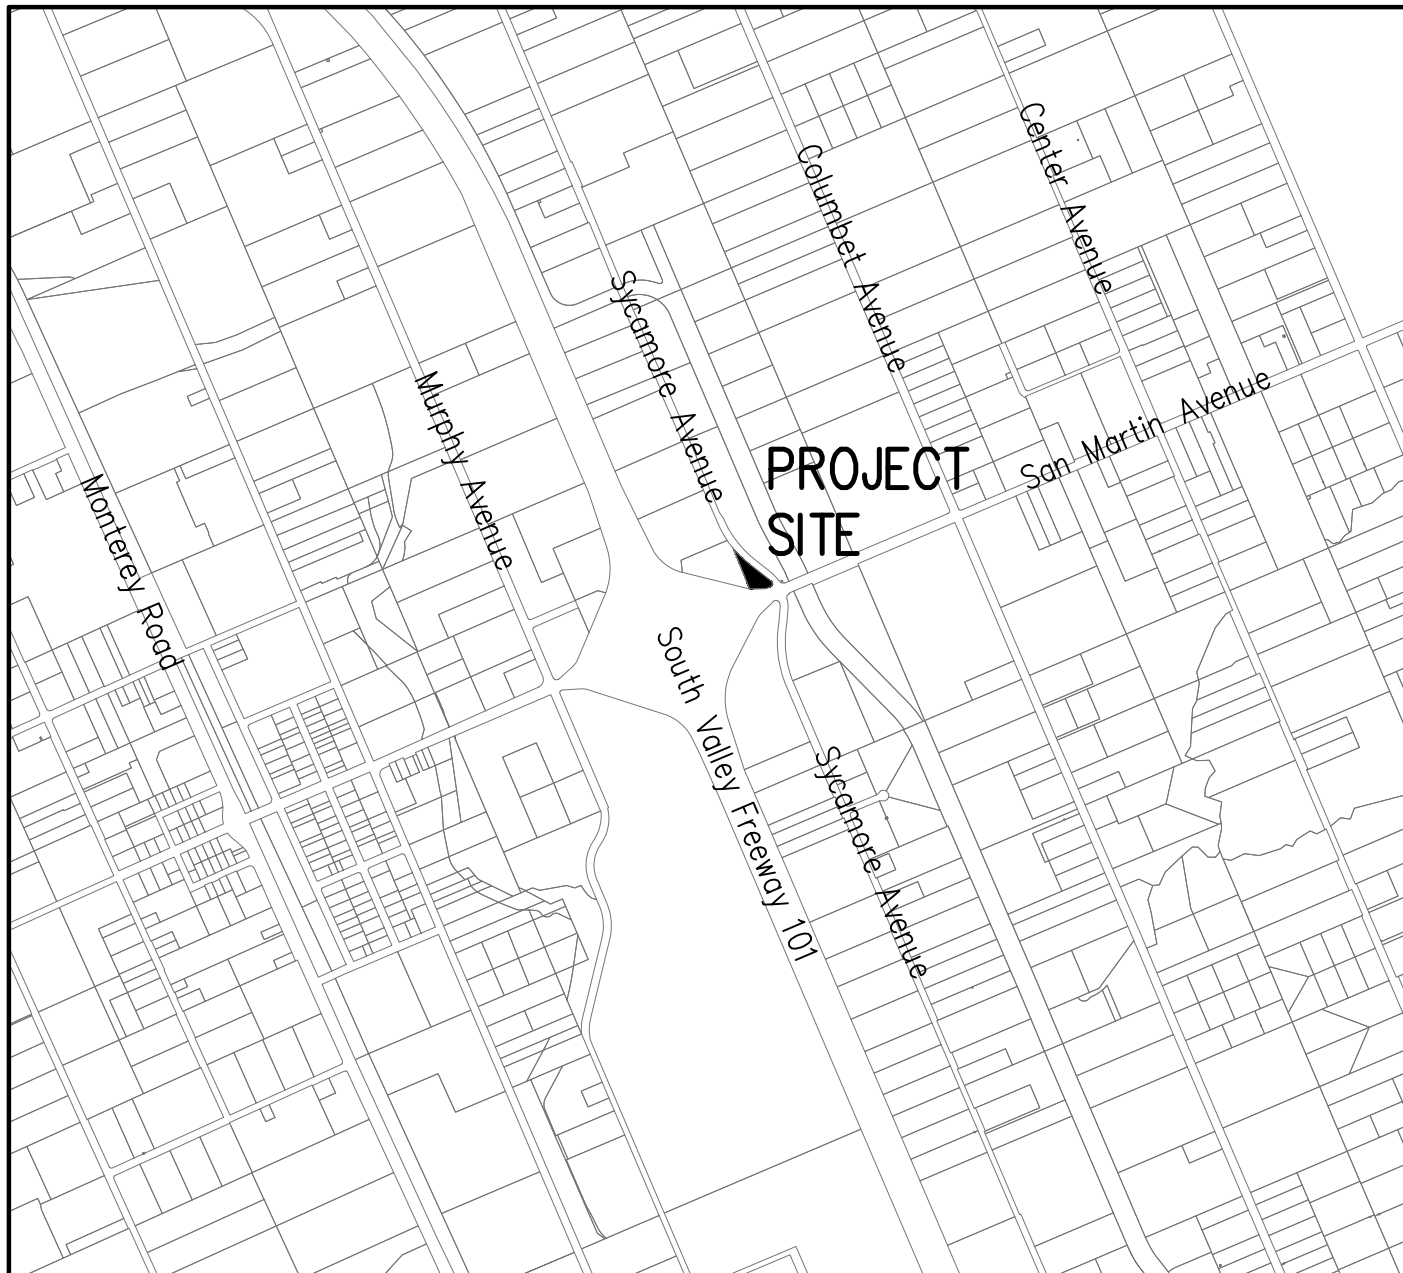 Center Avenue
Columbet Avenue
Sycamore Avenue
Murphy Avenue
San Martin Avenue
PROJECT
SITE
Monterey Road
South Valley Freeway 101
Sycamore Avenue